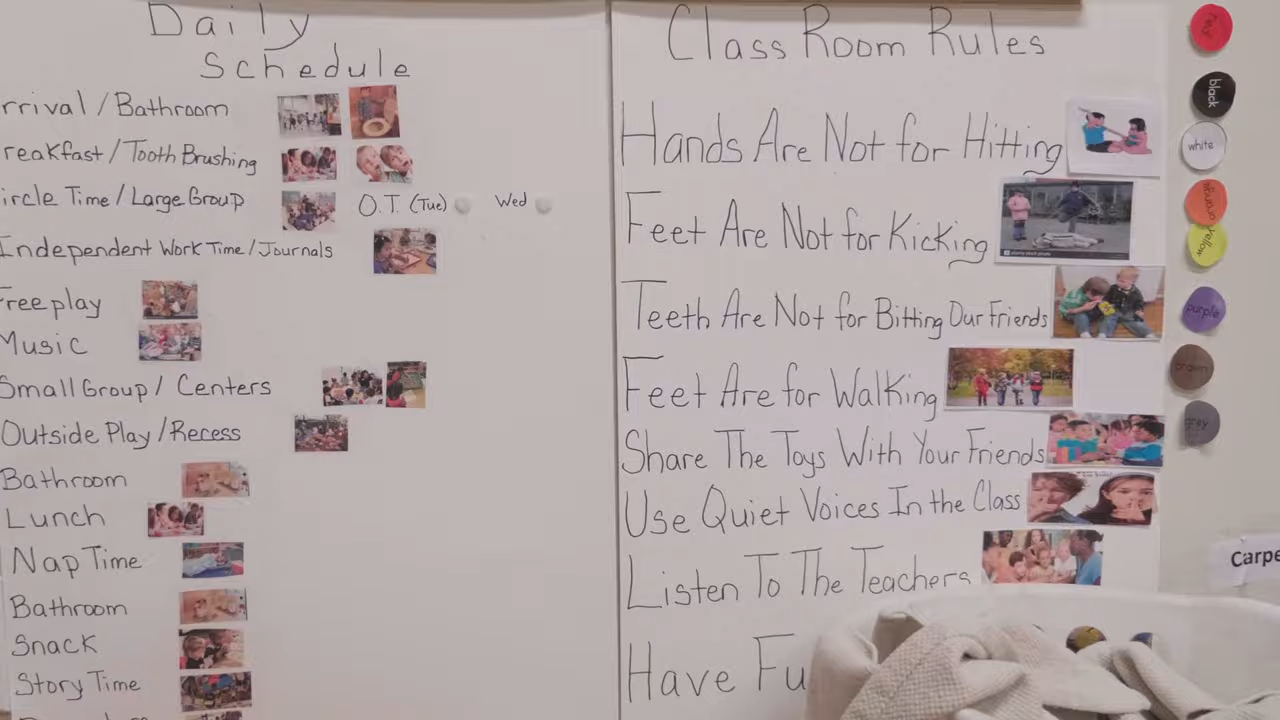 Daily
Schedule
rrival / Bathroom
reakfast / Tooth Brushing
ircle Time / Large Group O.T. (Tue) Wed
Independent Work Time / Journals
Free play
Music
Small Group / Centers
Outside Play / Recess
Bathroom
Lunch
Nap Time
Bathroom
Snack
Story Time
Class Room Rules
Hands Are Not for Hitting
Feet Are Not for Kicking
Teeth Are Not for Bitting Our Friends
Feet Are for Walking
Share The Toys With Your Friends
Use Quiet Voices In the Class
Listen To The Teachers
Have Fu
red
black
white
orange
yellow
purple
brown
grey
Carpe